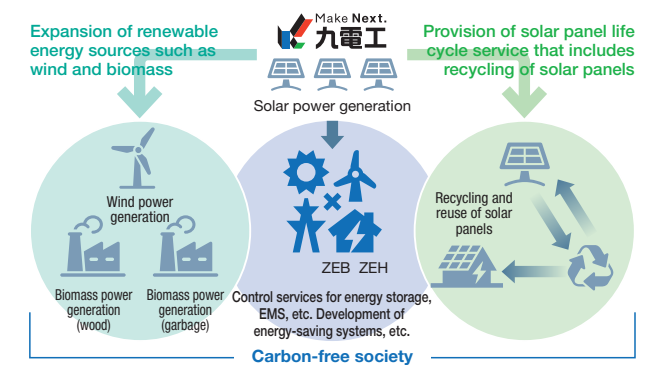 Make Next.
九電工
Expansion of renewable
energy sources such as
wind and biomass
Provision of solar panel life
cycle service that includes
recycling of solar panels
Solar power generation
Wind power
generation
Biomass power
generation
(wood)
Biomass power
generation
(garbage)
ZEB ZEH
Control services for energy storage,
EMS, etc. Development of
energy-saving systems, etc.
Recycling and
reuse of solar
panels
Carbon-free society